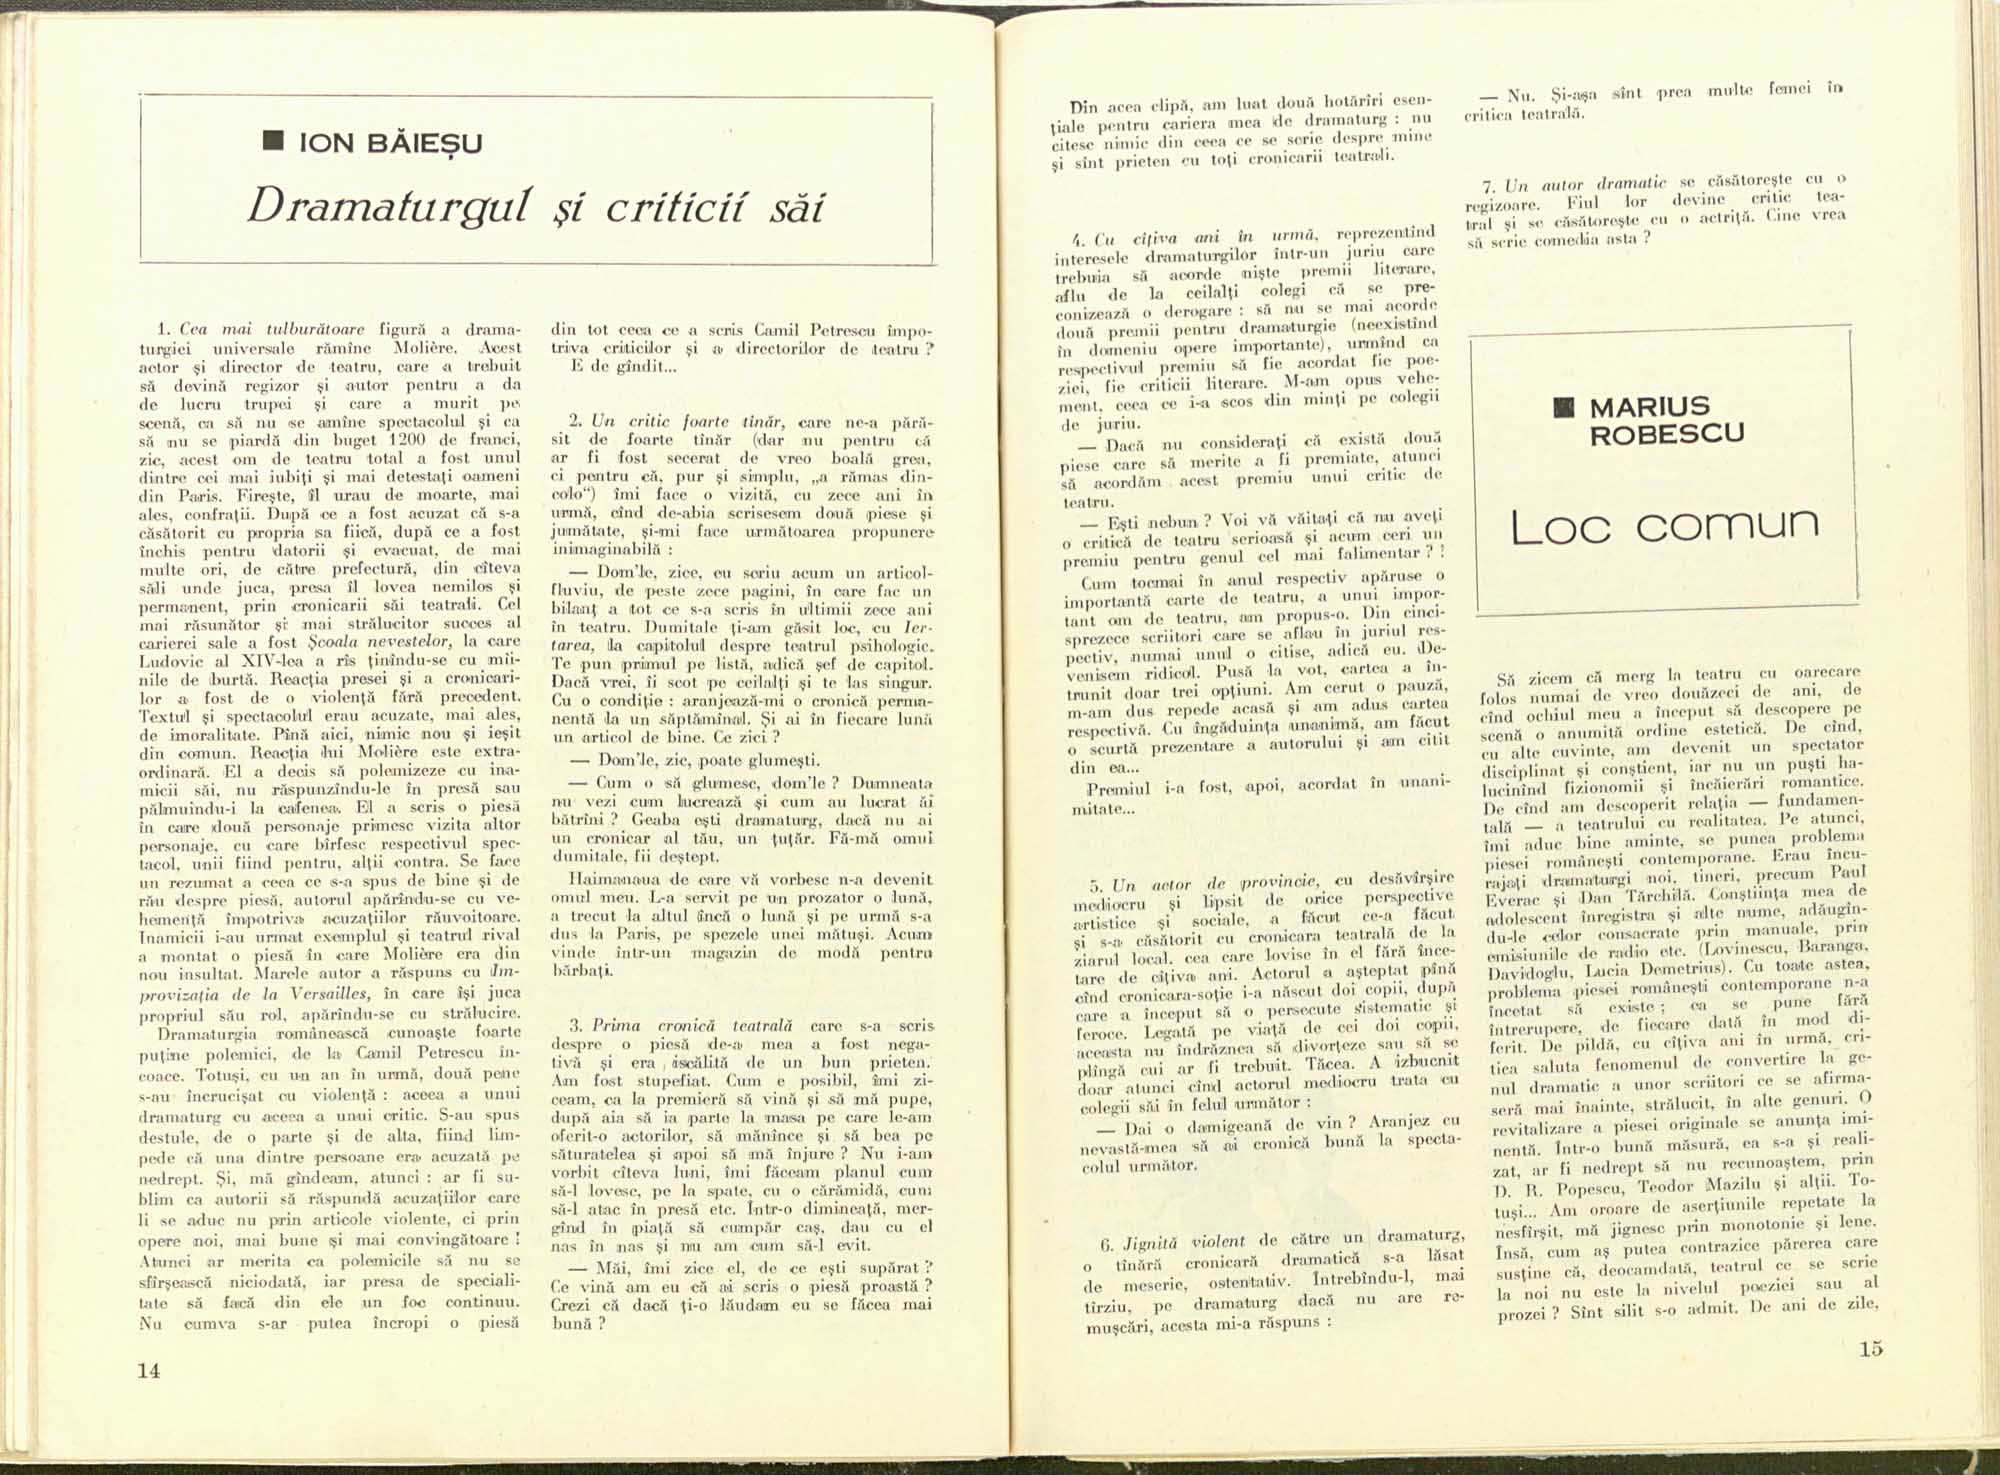 ■ ION BĂIEȘU
Dramaturgul și criticii săi
1. Cea mai tulburătoare figură a drama-
turgiei universale rămîne Molière. Acest
actor și director de teatru, care a trebuit
să devină regizor și autor pentru a da
de lucru trupei și care a murit pe
scenă, ca să nu se amîne spectacolul și ca
să nu se piardă din buget 1200 de franci,
zic, acest om de teatru total a fost unul
dintre cei mai iubiți și mai detestați oameni
din Paris. Firește, îl urau de moarte, mai
ales, confrații. După ce a fost acuzat că s-a
căsătorit cu propria sa fiică, după ce a fost
închis pentru datorii și evacuat, de mai
multe ori, de către prefectură, din cîteva
săli unde juca, presa îl lovea nemilos și
permanent, prin cronicarii săi teatrali. Cel
mai răsunător și mai strălucitor succes al
carierei sale a fost Școala nevestelor, la care
Ludovic al XIV-lea a rîs ținîndu-se cu mîi-
nile de burtă. Reacția presei și a cronicari-
lor a fost de o violență fără precedent.
Textul și spectacolul erau acuzate, mai ales,
de imoralitate. Pînă aici, nimic nou și ieșit
din comun. Reacția lui Molière este extra-
ordinară. El a decis să polemizeze cu ina-
micii săi, nu răspunzîndu-le în presă sau
pălmuindu-i la cafenea. El a scris o piesă
în care două personaje primesc vizita altor
personaje, cu care bîrfesc respectivul spec-
tacol, unii fiind pentru, alții contra. Se face
un rezumat a ceea ce s-a spus de bine și de
rău despre piesă, autorul apărîndu-se cu ve-
hemență împotriva acuzațiilor răuvoitoare.
Inamicii i-au urmat exemplul și teatrul rival
a montat o piesă în care Molière era din
nou insultat. Marele autor a răspuns cu Im-
provizația de la Versailles, în care își juca
propriul său rol, apărîndu-se cu strălucire.
Dramaturgia românească cunoaște foarte
puține polemici, de la Camil Petrescu în-
coace. Totuși, cu un an în urmă, două pene
s-au încrucișat cu violență : aceea a unui
dramaturg cu aceea a unui critic. S-au spus
destule, de o parte și de alta, fiind lim-
pede că una dintre persoane era acuzată pe
nedrept. Și, mă gîndeam, atunci : ar fi su-
blim ca autorii să răspundă acuzațiilor care
li se aduc nu prin articole violente, ci prin
opere noi, mai bune și mai convingătoare !
Atunci ar merita ca polemicile să nu se
sfîrșească niciodată, iar presa de speciali-
tate să facă din ele un foc continuu.
Nu cumva s-ar putea încropi o piesă
14
din tot ceea ce a scris Camil Petrescu împo-
triva criticilor și a directorilor de teatru ?
E de gîndit...
2. Un critic foarte tînăr, care ne-a pără-
sit de foarte tînăr (dar nu pentru că
ar fi fost secerat de vreo boală grea,
ci pentru că, pur și simplu, „a rămas din-
colo“) îmi face o vizită, cu zece ani în
urmă, cînd de-abia scrisesem două piese și
jumătate, și-mi face următoarea propunere
inimaginabilă :
— Dom'le, zice, eu scriu acum un articol-
fluviu, de peste zece pagini, în care fac un
bilanț a tot ce s-a scris în ultimii zece ani
în teatru. Dumitale ți-am găsit loc, cu Ier-
tarea, la capitolul despre teatrul psihologic.
Te pun primul pe listă, adică șef de capitol.
Dacă vrei, îi scot pe ceilalți și te las singur.
Cu o condiție : aranjează-mi o cronică perma-
nentă la un săptămînal. Și ai în fiecare lună
un articol de bine. Ce zici ?
— Dom'le, zic, poate glumești.
— Cum o să glumesc, dom'le ? Dumneata
nu vezi cum lucrează și cum au lucrat ăi
bătrîni ? Geaba ești dramaturg, dacă nu ai
un cronicar al tău, un țuțăr. Fă-mă omul
dumitale, fii deștept.
Haimanaua de care vă vorbesc n-a devenit
omul meu. L-a servit pe un prozator o lună,
a trecut la altul încă o lună și pe urmă s-a
dus la Paris, pe spezele unei mătuși. Acum
vinde într-un magazin de modă pentru
bărbați.
3. Prima cronică teatrală care s-a scris
despre o piesă de-a mea a fost nega-
tivă și era iscălită de un bun prieten.
Am fost stupefiat. Cum e posibil, îmi zi-
ceam, ca la premieră să vină și să mă pupe,
după aia să ia parte la masa pe care le-am
oferit-o actorilor, să mănînce și să bea pe
săturatelea și apoi să mă înjure ? Nu i-am
vorbit cîteva luni, îmi făceam planul cum
să-l lovesc, pe la spate, cu o cărămidă, cum
să-l atac în presă etc. Într-o dimineață, mer-
gînd în piață să cumpăr caș, dau cu el
nas în nas și nu am cum să-l evit.
— Măi, îmi zice el, de ce ești supărat ?
Ce vină am eu că ai scris o piesă proastă ?
Crezi că dacă ți-o lăudam eu se făcea mai
bună ?
Din acea clipă, am luat două hotărîri esen-
țiale pentru cariera mea de dramaturg : nu
citesc nimic din ceea ce se scrie despre mine
și sînt prieten cu toți cronicarii teatrali.
4. Cu cîțiva ani în urmă, reprezentînd
interesele dramaturgilor într-un juriu care
trebuia să acorde niște premii literare,
aflu de la ceilalți colegi că se pre-
conizează o derogare : să nu se mai acorde
două premii pentru dramaturgie (neexistînd
în domeniu opere importante), urmînd ca
respectivul premiu să fie acordat fie poe-
ziei, fie criticii literare. M-am opus vehe-
ment, ceea ce i-a scos din minți pe colegii
de juriu.
— Dacă nu considerați că există două
piese care să merite a fi premiate, atunci
să acordăm acest premiu unui critic de
teatru.
— Ești nebun ? Voi vă văitați că nu aveți
o critică de teatru serioasă și acum ceri un
premiu pentru genul cel mai falimentar ? !
Cum tocmai în anul respectiv apăruse o
importantă carte de teatru, a unui impor-
tant om de teatru, am propus-o. Din cinci-
sprezece scriitori care se aflau în juriul res-
pectiv, numai unul o citise, adică eu. De-
venisem ridicol. Pusă la vot, cartea a în-
trunit doar trei opțiuni. Am cerut o pauză,
m-am dus repede acasă și am adus cartea
respectivă. Cu îngăduința unanimă, am făcut
o scurtă prezentare a autorului și am citit
din ea...
Premiul i-a fost, apoi, acordat în unani-
mitate...
5. Un actor de provincie, cu desăvîrșire
mediocru și lipsit de orice perspective
artistice și sociale, a făcut ce-a făcut
și s-a căsătorit cu cronicara teatrală de la
ziarul local, cea care lovise în el fără înce-
tare de cîțiva ani. Actorul a așteptat pînă
cînd cronicara-soție i-a născut doi copii, după
care a început să o persecute sistematic și
feroce. Legată pe viață de cei doi copii,
aceasta nu îndrăznea să divorțeze sau să se
plîngă cui ar fi trebuit. Tăcea. A izbucnit
doar atunci cînd actorul mediocru trata cu
colegii săi în felul următor :
— Dai o damigeană de vin ? Aranjez cu
nevastă-mea să ai cronică bună la specta-
colul următor.
6. Jignită violent de către un dramaturg,
o tînără cronicară dramatică s-a lăsat
de meserie, ostentativ. Întrebîndu-l, mai
tîrziu, pe dramaturg dacă nu are re-
mușcări, acesta mi-a răspuns :
— Nu. Și-așa sînt prea multe femei în
critica teatrală.
7. Un autor dramatic se căsătorește cu o
regizoare. Fiul lor devine critic tea-
tral și se căsătorește cu o actriță. Cine vrea
să scrie comedia asta ?
■ MARIUS
ROBESCU
Loc comun
Să zicem că merg la teatru cu oarecare
folos numai de vreo douăzeci de ani, de
cînd ochiul meu a început să descopere pe
scenă o anumită ordine estetică. De cînd,
cu alte cuvinte, am devenit un spectator
disciplinat și conștient, iar nu un puști ha-
lucinînd fizionomii și încăierări romantice.
De cînd am descoperit relația — fundamen-
tală — a teatrului cu realitatea. Pe atunci,
îmi aduc bine aminte, se punea problema
piesei românești contemporane. Erau încu-
rajați dramaturgi noi, tineri, precum Paul
Everac și Dan Tărchilă. Conștiința mea de
adolescent înregistra și alte nume, adăugîn-
du-le celor consacrate prin manuale, prin
emisiunile de radio etc. (Lovinescu, Baranga,
Davidoglu, Lucia Demetrius). Cu toate astea,
problema piesei românești contemporane n-a
încetat să existe ; ea se pune fără
întrerupere, de fiecare dată în mod di-
ferit. De pildă, cu cîțiva ani în urmă, cri-
tica saluta fenomenul de convertire la ge-
nul dramatic a unor scriitori ce se afirma-
seră mai înainte, strălucit, în alte genuri. O
revitalizare a piesei originale se anunța imi-
nentă. Într-o bună măsură, ea s-a și reali-
zat, ar fi nedrept să nu recunoaștem, prin
D. R. Popescu, Teodor Mazilu și alții. To-
tuși... Am oroare de aserțiunile repetate la
nesfîrșit, mă jignesc prin monotonie și lene.
Însă, cum aș putea contrazice părerea care
susține că, deocamdată, teatrul ce se scrie
la noi nu este la nivelul poeziei sau al
prozei ? Sînt silit s-o admit. De ani de zile,
15